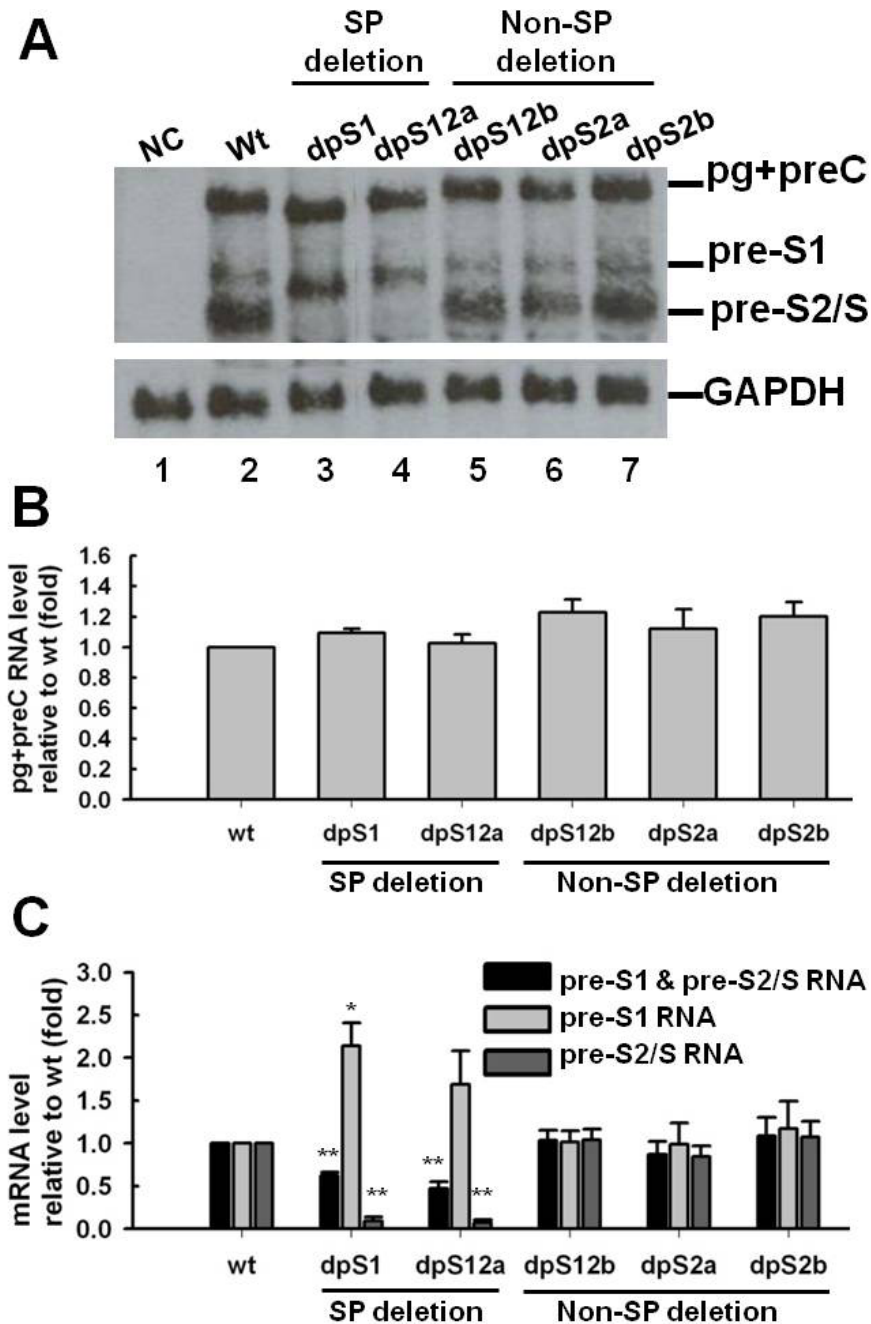 A
SP
deletion
Non-SP
deletion
NC Wt dpS1 dpS12a dpS12b dpS2a dpS2b
pg+preC
pre-S1
pre-S2/S
GAPDH
1 2 3 4 5 6 7
B
pg+preC RNA level
relative to wt (fold)
1.6
1.4
1.2
1.0
0.8
0.6
0.4
0.2
0.0
wt dpS1 dpS12a dpS12b dpS2a dpS2b
SP deletion Non-SP deletion
C
mRNA level
relative to wt (fold)
3.0
2.5
2.0
1.5
1.0
0.5
0.0
pre-S1 & pre-S2/S RNA
pre-S1 RNA
pre-S2/S RNA
*
** ** ** **
wt dpS1 dpS12a dpS12b dpS2a dpS2b
SP deletion Non-SP deletion